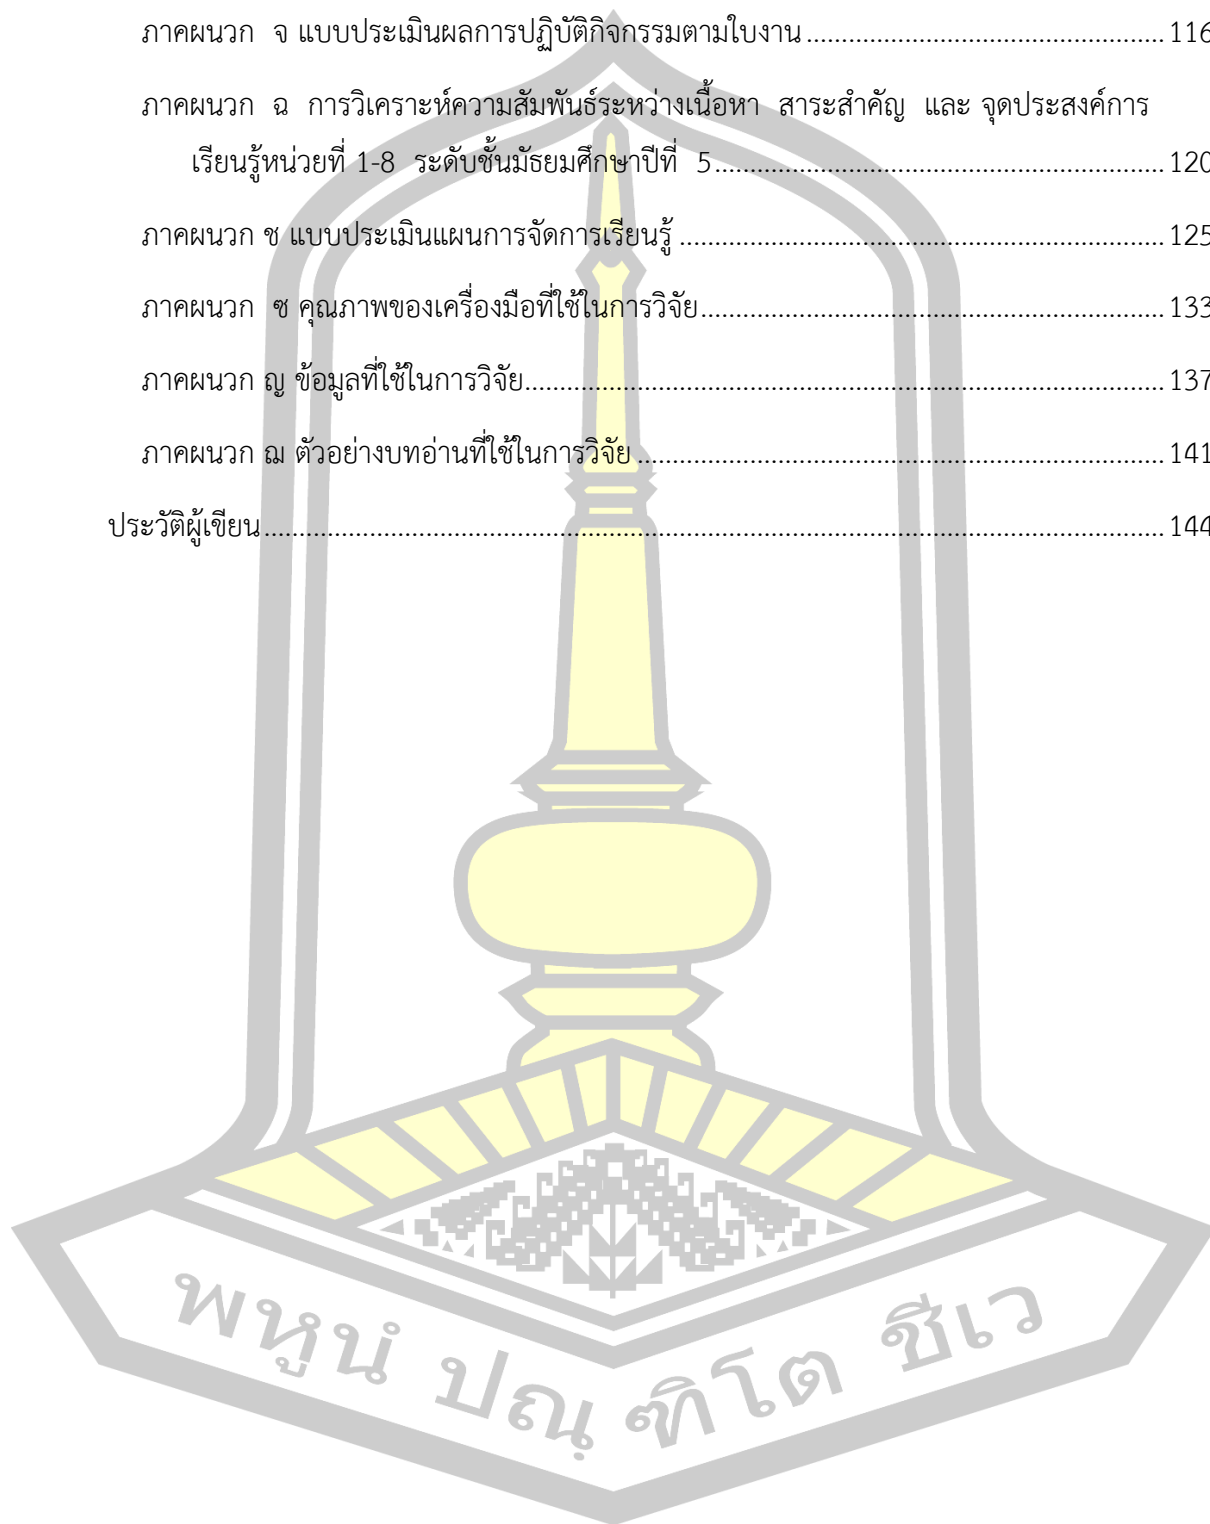 ภาคผนวก  จ แบบประเมินผลการปฏิบัติกิจกรรมตามใบงาน ........................................................ 116
ภาคผนวก  ฉ  การวิเคราะห์ความสัมพันธ์ระหว่างเนื้อหา  สาระสำคัญ  และ จุดประสงค์การ
เรียนรู้หน่วยที่ 1-8  ระดับชั้นมัธยมศึกษาปีที่  5 ........................................................ 120
ภาคผนวก ช แบบประเมินแผนการจัดการเรียนรู้ ........................................................ 125
ภาคผนวก  ซ คุณภาพของเครื่องมือที่ใช้ในการวิจัย ........................................................ 133
ภาคผนวก ญ ข้อมูลที่ใช้ในการวิจัย ........................................................ 137
ภาคผนวก ฌ ตัวอย่างบทอ่านที่ใช้ในการวิจัย ........................................................ 141
ประวัติผู้เขียน ........................................................ 144
พหูนํ ปณฺฑิโต ชีเว